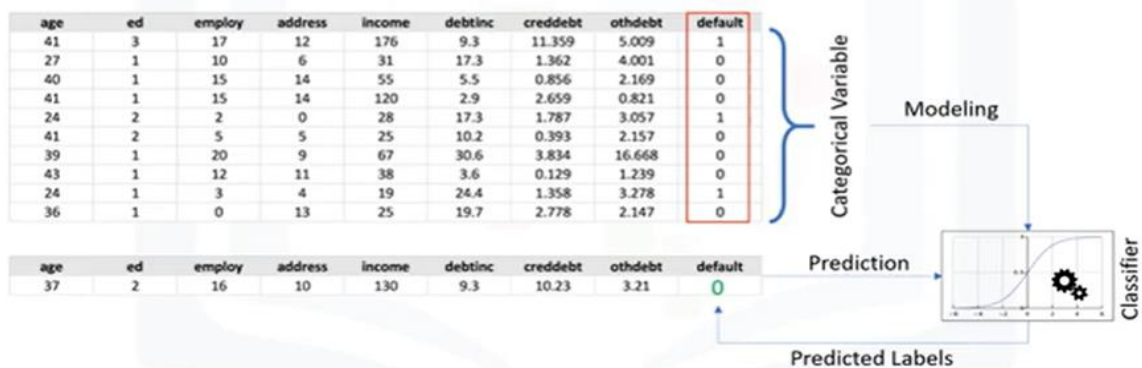 age ed employ address income debtinc creddebt othdebt default
41 3 17 12 176 9.3 11.359 5.009 1
27 1 10 6 31 17.3 1.362 4.001 0
40 1 15 14 55 5.5 0.856 2.169 0
41 1 15 14 120 2.9 2.659 0.821 0
24 2 2 0 28 17.3 1.787 3.057 1
41 2 5 5 25 10.2 0.393 2.157 0
39 1 20 9 67 30.6 3.834 16.668 0
43 1 12 11 38 3.6 0.129 1.239 0
24 1 3 4 19 24.4 1.358 3.278 1
36 1 0 13 25 19.7 2.778 2.147 0
Categorical Variable
Modeling
age ed employ address income debtinc creddebt othdebt default
37 2 16 10 130 9.3 10.23 3.21 0
Prediction
Classifier
Predicted Labels